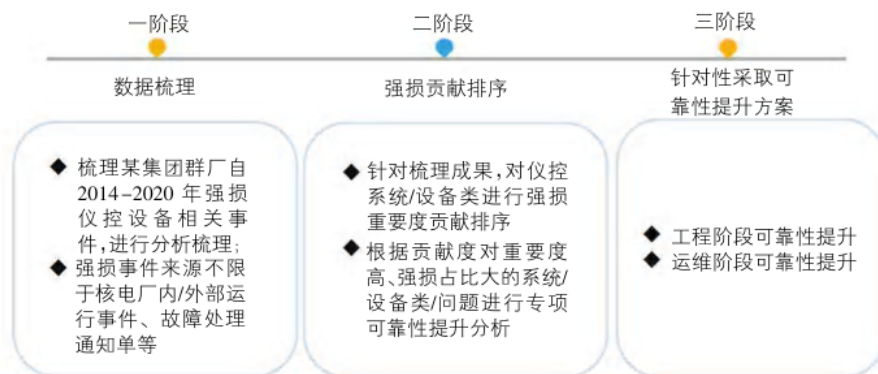 一阶段
二阶段
三阶段
数据梳理
强损贡献排序
针对性采取可
靠性提升方案
◆ 梳理某集团群厂自
2014–2020 年强损
仪控设备相关事
件,进行分析梳理;
◆ 强损事件来源不限
于核电厂内/外部运
行事件、故障处理
通知单等
◆ 针对梳理成果,对仪控
系统/设备类进行强损
重要度贡献排序
◆ 根据贡献度对重要度
高、强损占比大的系统/
设备类/问题进行专项
可靠性提升分析
◆ 工程阶段可靠性提升
◆ 运维阶段可靠性提升